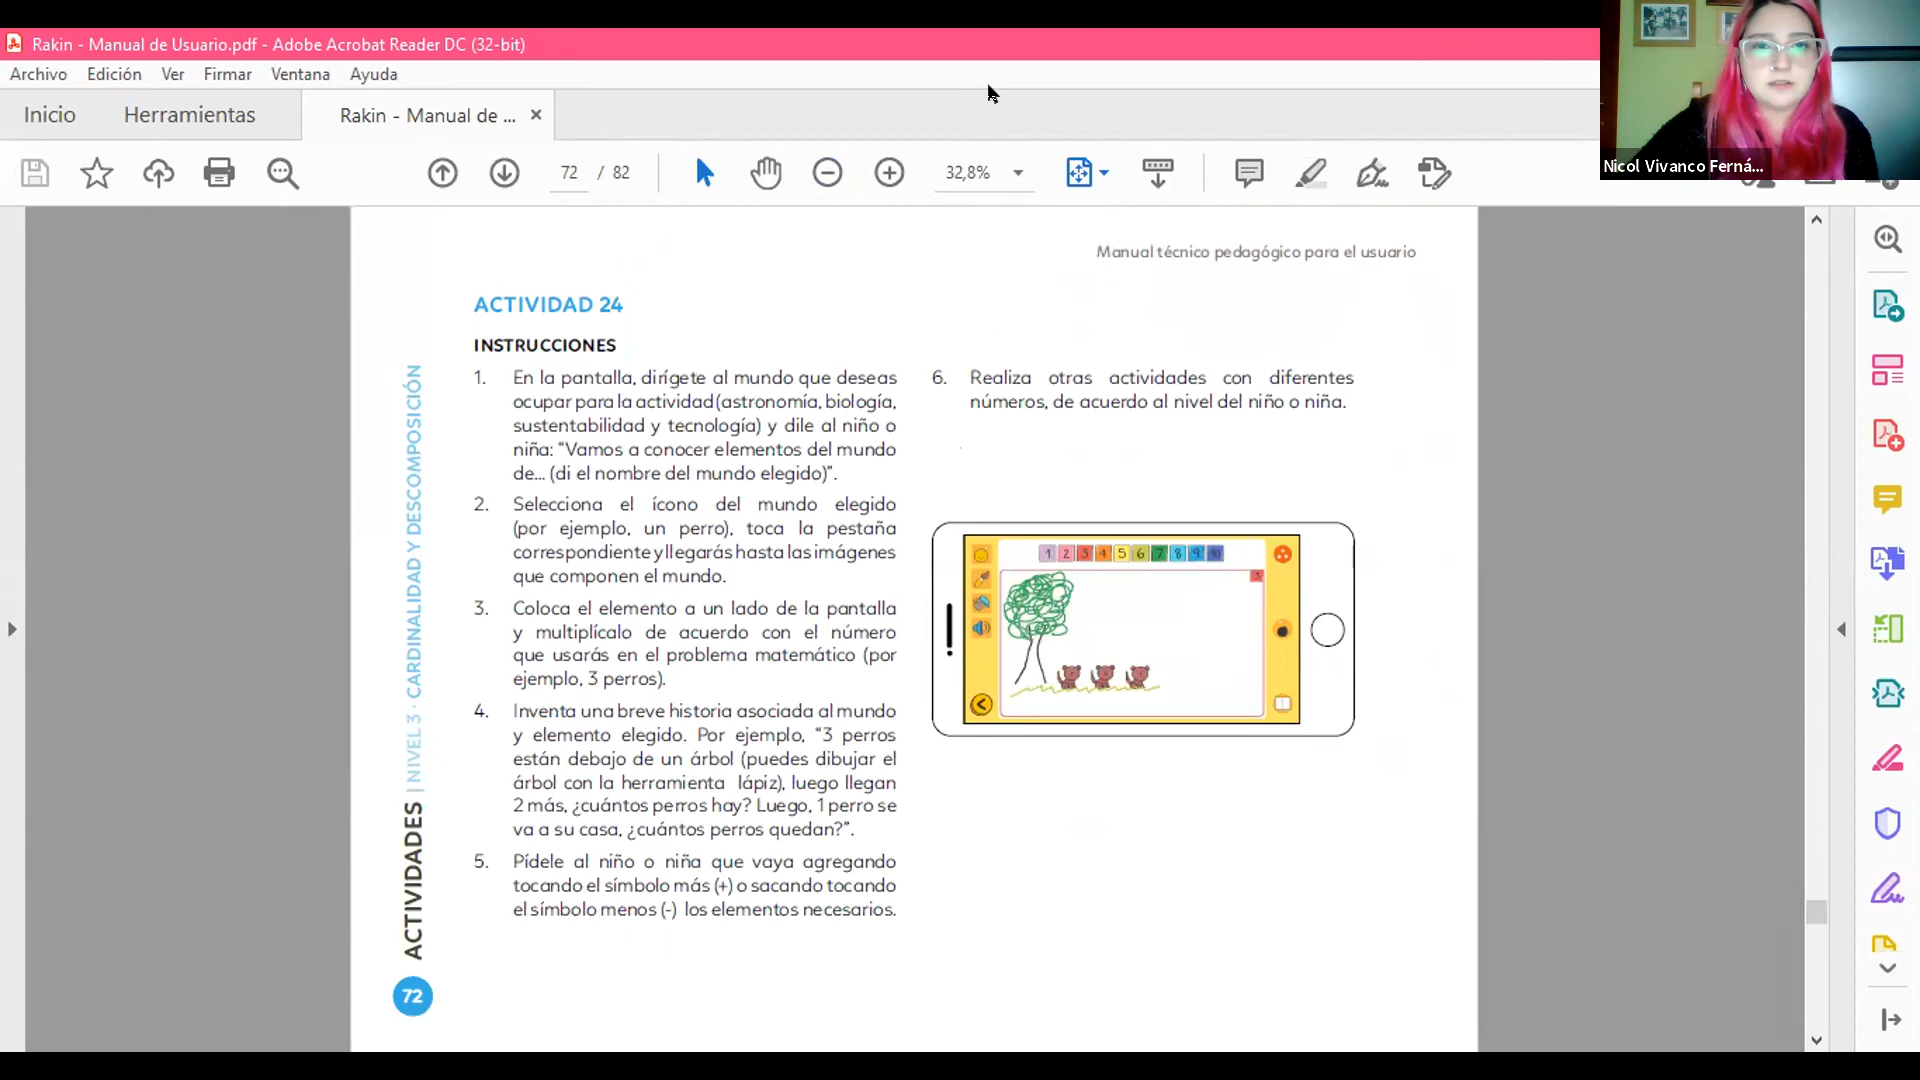 Rakin - Manual de Usuario.pdf - Adobe Acrobat Reader DC (32-bit)
Archivo Edición Ver Firmar Ventana Ayuda
Inicio Herramientas Rakin - Manual de ... ×
72 / 82 32,8%
Nicol Vivanco Ferná...
Manual técnico pedagógico para el usuario
ACTIVIDAD 24
INSTRUCCIONES
1. En la pantalla, dirígete al mundo que deseas
ocupar para la actividad (astronomía, biología,
sustentabilidad y tecnología) y dile al niño o
niña: “Vamos a conocer elementos del mundo
de... (di el nombre del mundo elegido)”.
2. Selecciona el ícono del mundo elegido
(por ejemplo, un perro), toca la pestaña
correspondiente y llegarás hasta las imágenes
que componen el mundo.
3. Coloca el elemento a un lado de la pantalla
y multiplícalo de acuerdo con el número
que usarás en el problema matemático (por
ejemplo, 3 perros).
4. Inventa una breve historia asociada al mundo
y elemento elegido. Por ejemplo, “3 perros
están debajo de un árbol (puedes dibujar el
árbol con la herramienta lápiz), luego llegan
2 más, ¿cuántos perros hay? Luego, 1 perro se
va a su casa, ¿cuántos perros quedan?”.
5. Pídele al niño o niña que vaya agregando
tocando el símbolo más (+) o sacando tocando
el símbolo menos (-) los elementos necesarios.
6. Realiza otras actividades con diferentes
números, de acuerdo al nivel del niño o niña.
1 2 3 4 5 6 7 8 9 10
3
ACTIVIDADES | NIVEL 3 · CARDINALIDAD Y DESCOMPOSICIÓN
72